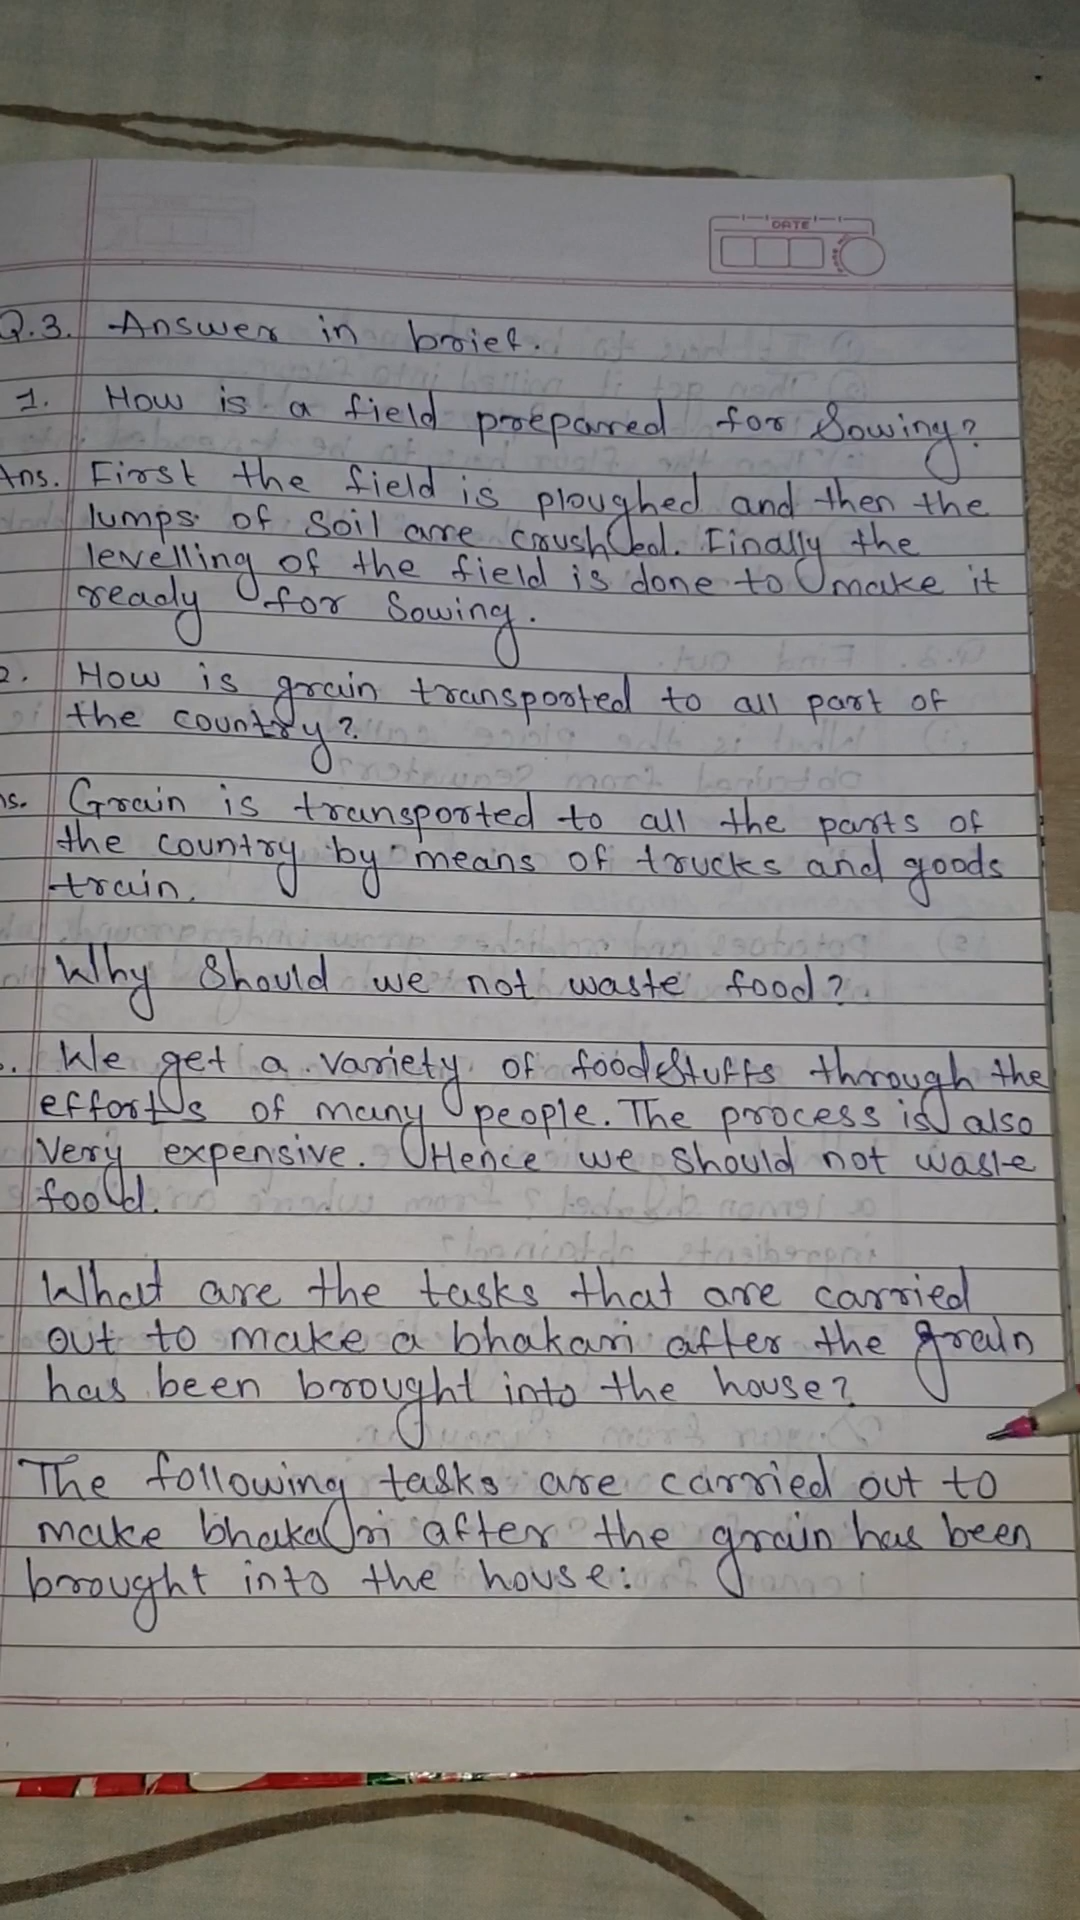 DATE
Q.3. Answer in brief.
1. How is a field prepared for Sowing?
Ans. First the field is ploughed and then the
lumps of soil are crushed. Finally the
levelling of the field is done to make it
ready for Sowing.
2. How is grain transported to all part of
the country?
ns. Grain is transported to all the parts of
the country by means of trucks and goods
train.
Why Should we not waste food?
We get a variety of foodstuffs through the
efforts of many people. The process is also
Very expensive. Hence we should not waste
food.
What are the tasks that are carried
out to make a bhakari after the grain
has been brought into the house?
The following tasks are carried out to
make bhakari after the grain has been
brought into the house: